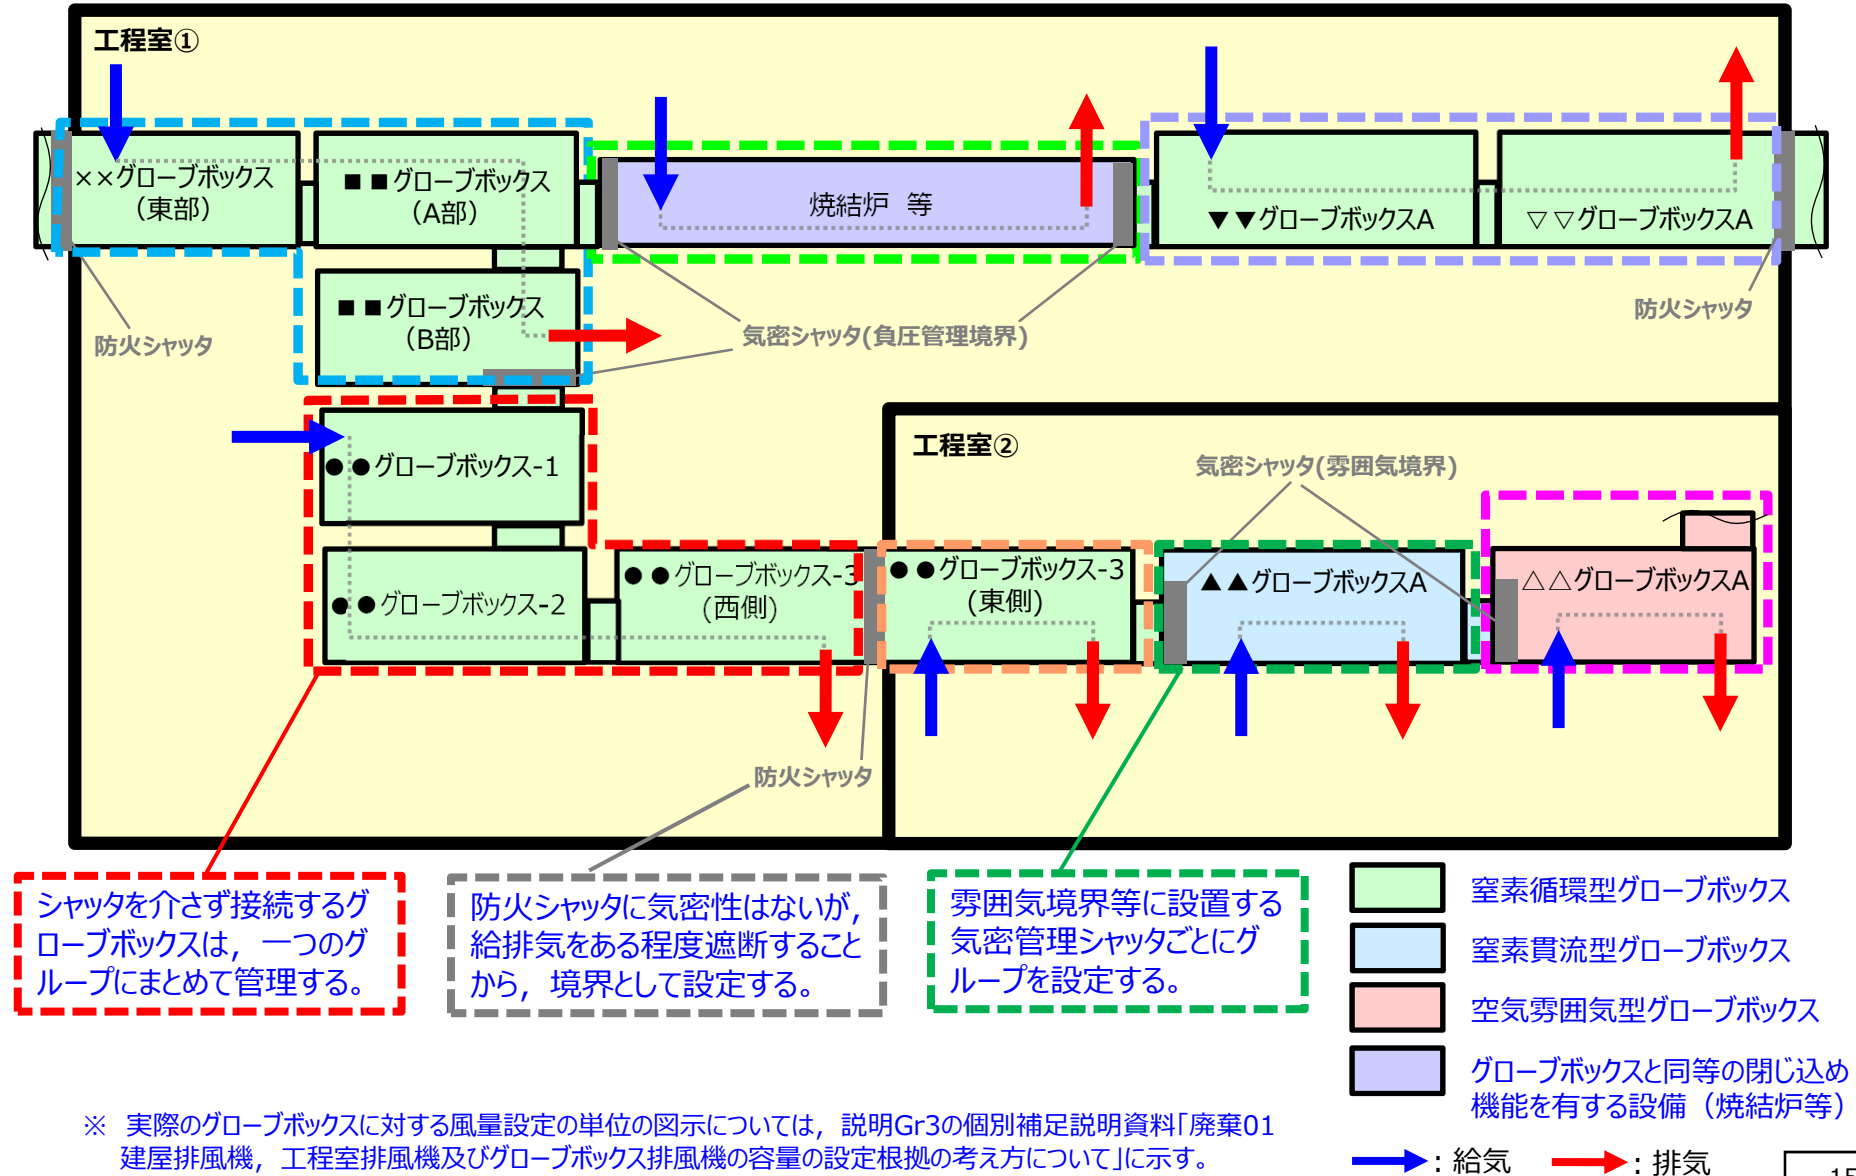 工程室①
××グローブボックス
（東部）
■■グローブボックス
（A部）
焼結炉 等
▼▼グローブボックスA
▽▽グローブボックスA
■■グローブボックス
（B部）
防火シャッタ
気密シャッタ(負圧管理境界)
防火シャッタ
●●グローブボックス-1
工程室②
気密シャッタ(雰囲気境界)
●●グローブボックス-2
●●グローブボックス-3
(西側)
●●グローブボックス-3
(東側)
▲▲グローブボックスA
△△グローブボックスA
防火シャッタ
シャッタを介さず接続するグ
ローブボックスは，一つのグ
ループにまとめて管理する。
防火シャッタに気密性はないが，
給排気をある程度遮断すること
から，境界として設定する。
雰囲気境界等に設置する
気密管理シャッタごとにグ
ループを設定する。
窒素循環型グローブボックス
窒素貫流型グローブボックス
空気雰囲気型グローブボックス
グローブボックスと同等の閉じ込め
機能を有する設備（焼結炉等）
※ 実際のグローブボックスに対する風量設定の単位の図示については，説明Gr3の個別補足説明資料「廃棄01
建屋排風機，工程室排風機及びグローブボックス排風機の容量の設定根拠の考え方について」に示す。
：給気
：排気